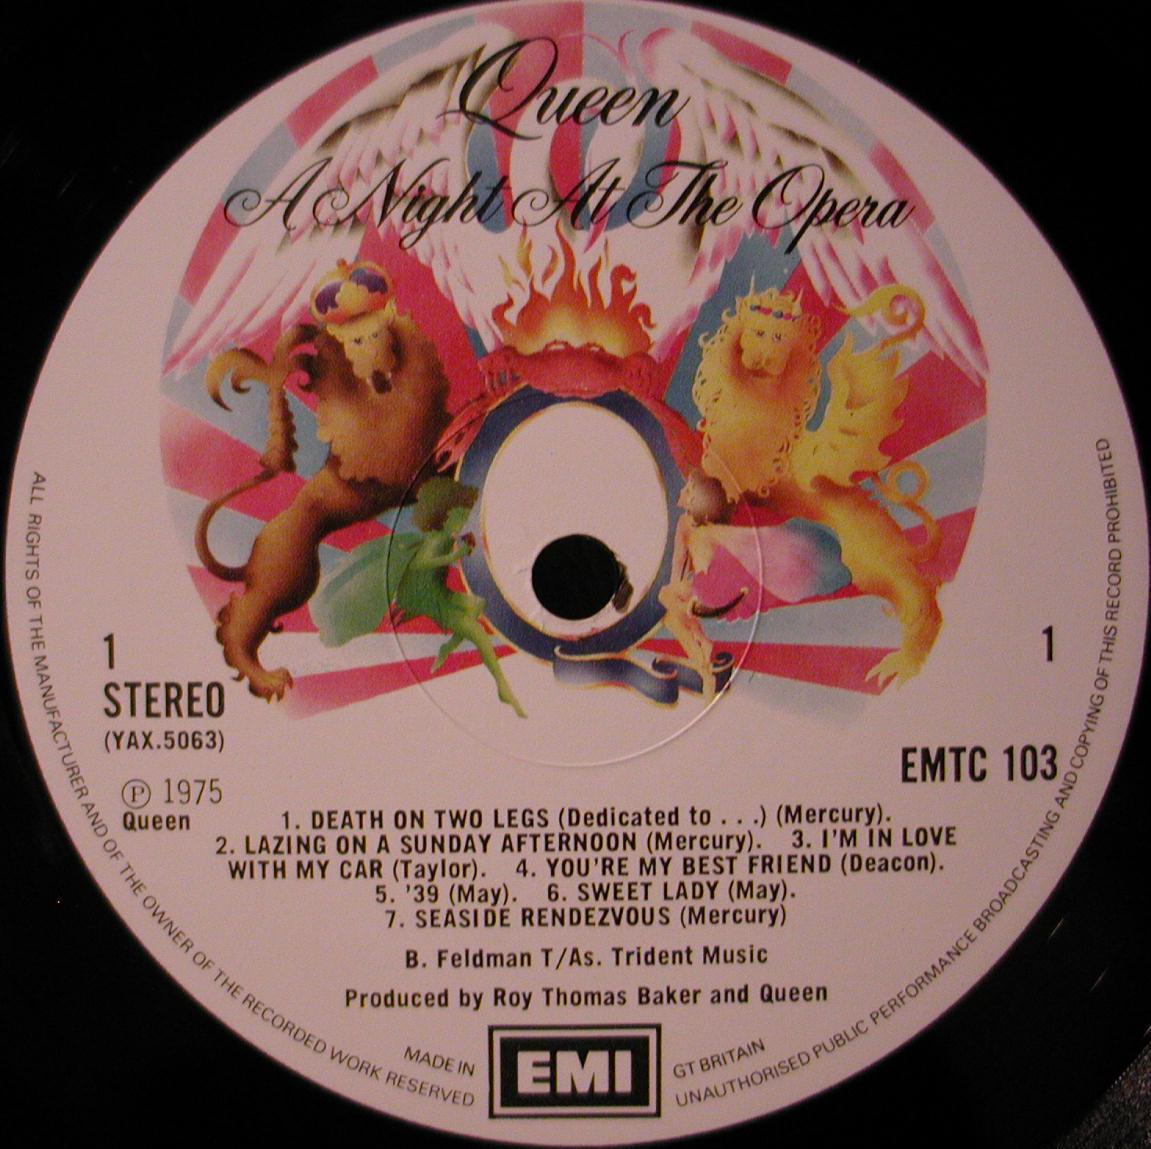 Queen
A Night At The Opera
1
STEREO
(YAX.5063)
℗ 1975
Queen
1
EMTC 103
1. DEATH ON TWO LEGS (Dedicated to . . .) (Mercury).
2. LAZING ON A SUNDAY AFTERNOON (Mercury). 3. I'M IN LOVE
WITH MY CAR (Taylor). 4. YOU'RE MY BEST FRIEND (Deacon).
5. '39 (May). 6. SWEET LADY (May).
7. SEASIDE RENDEZVOUS (Mercury)
B. Feldman T/As. Trident Music
Produced by Roy Thomas Baker and Queen
MADE IN
EMI
GT BRITAIN
ALL RIGHTS OF THE MANUFACTURER AND OF THE OWNER OF THE RECORDED WORK RESERVED
UNAUTHORISED PUBLIC PERFORMANCE BROADCASTING AND COPYING OF THIS RECORD PROHIBITED